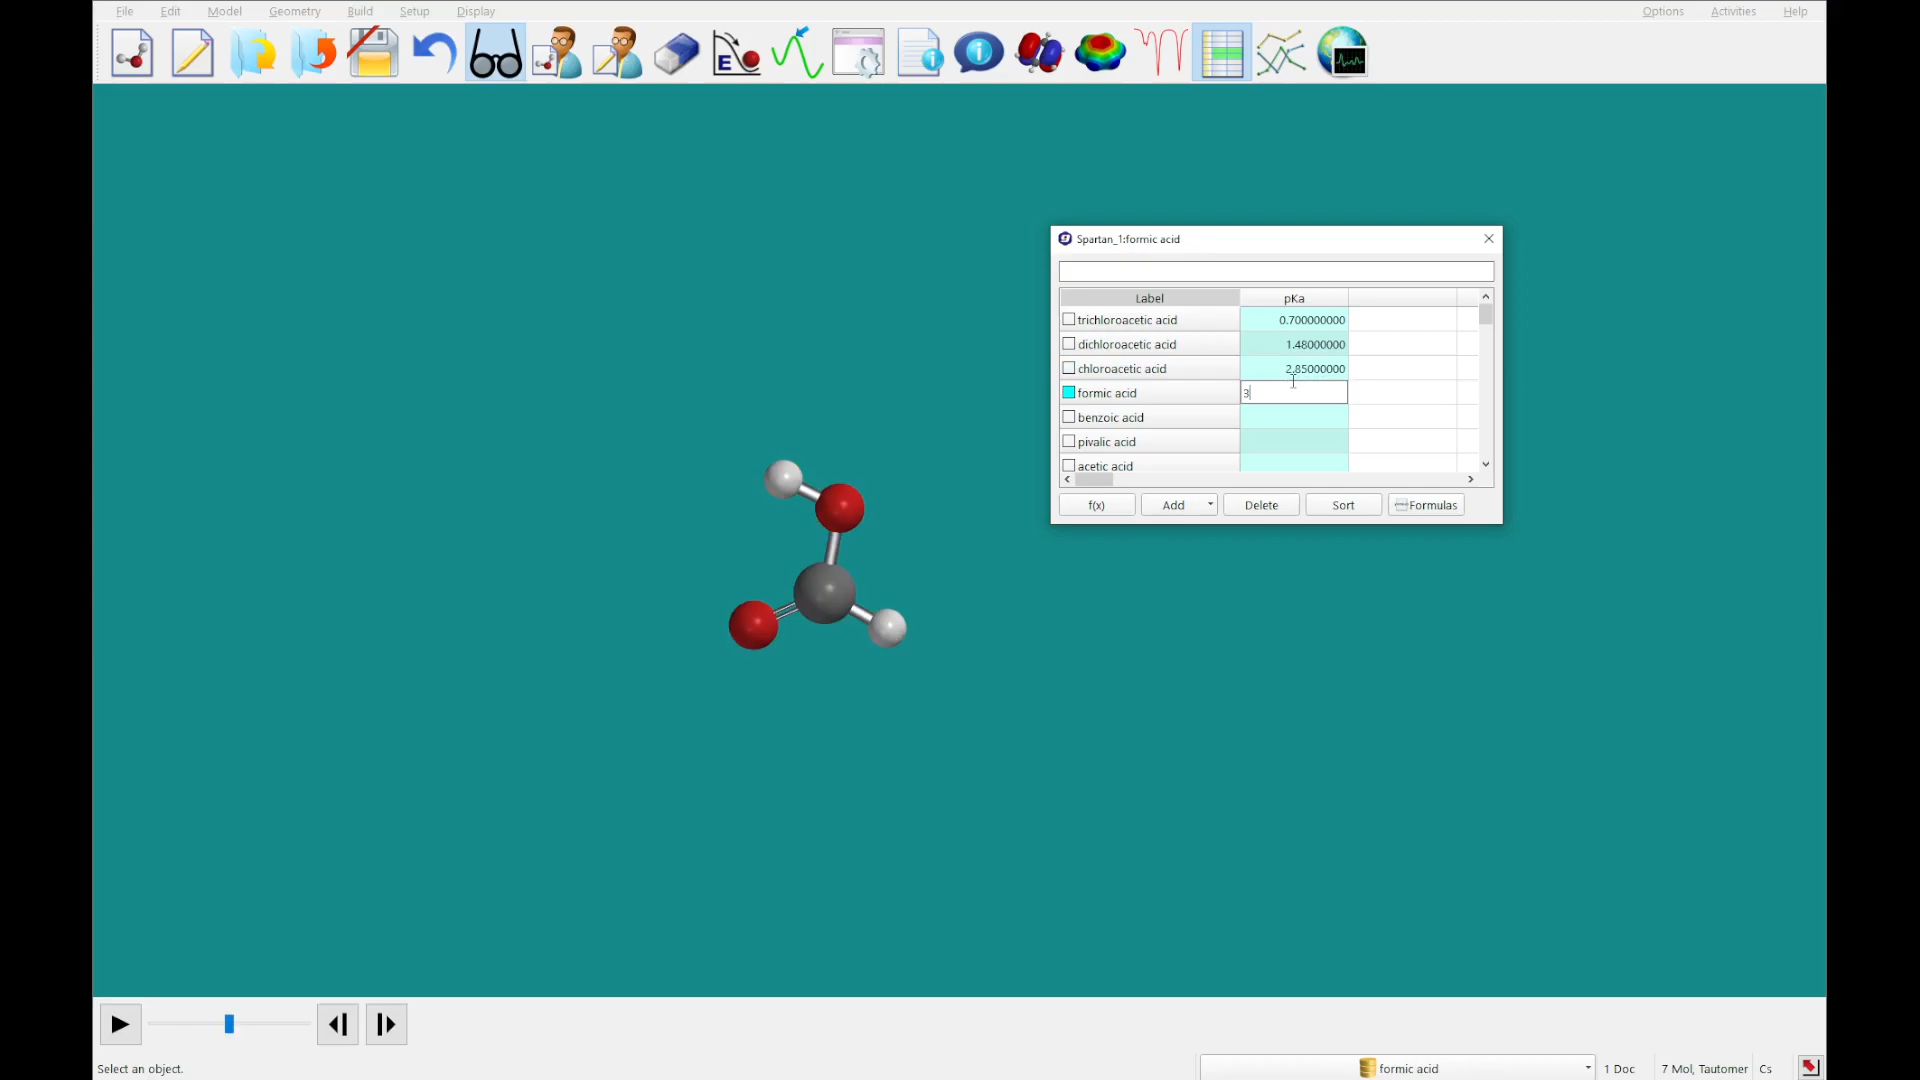 File Edit Model Geometry Build Setup Display Options Activities Help
E
Spartan_1:formic acid
Label pKa
trichloroacetic acid 0.700000000
dichloroacetic acid 1.48000000
chloroacetic acid 2.85000000
formic acid 3
benzoic acid
pivalic acid
acetic acid
f(x) Add Delete Sort Formulas
Select an object. formic acid 1 Doc 7 Mol, Tautomer Cs